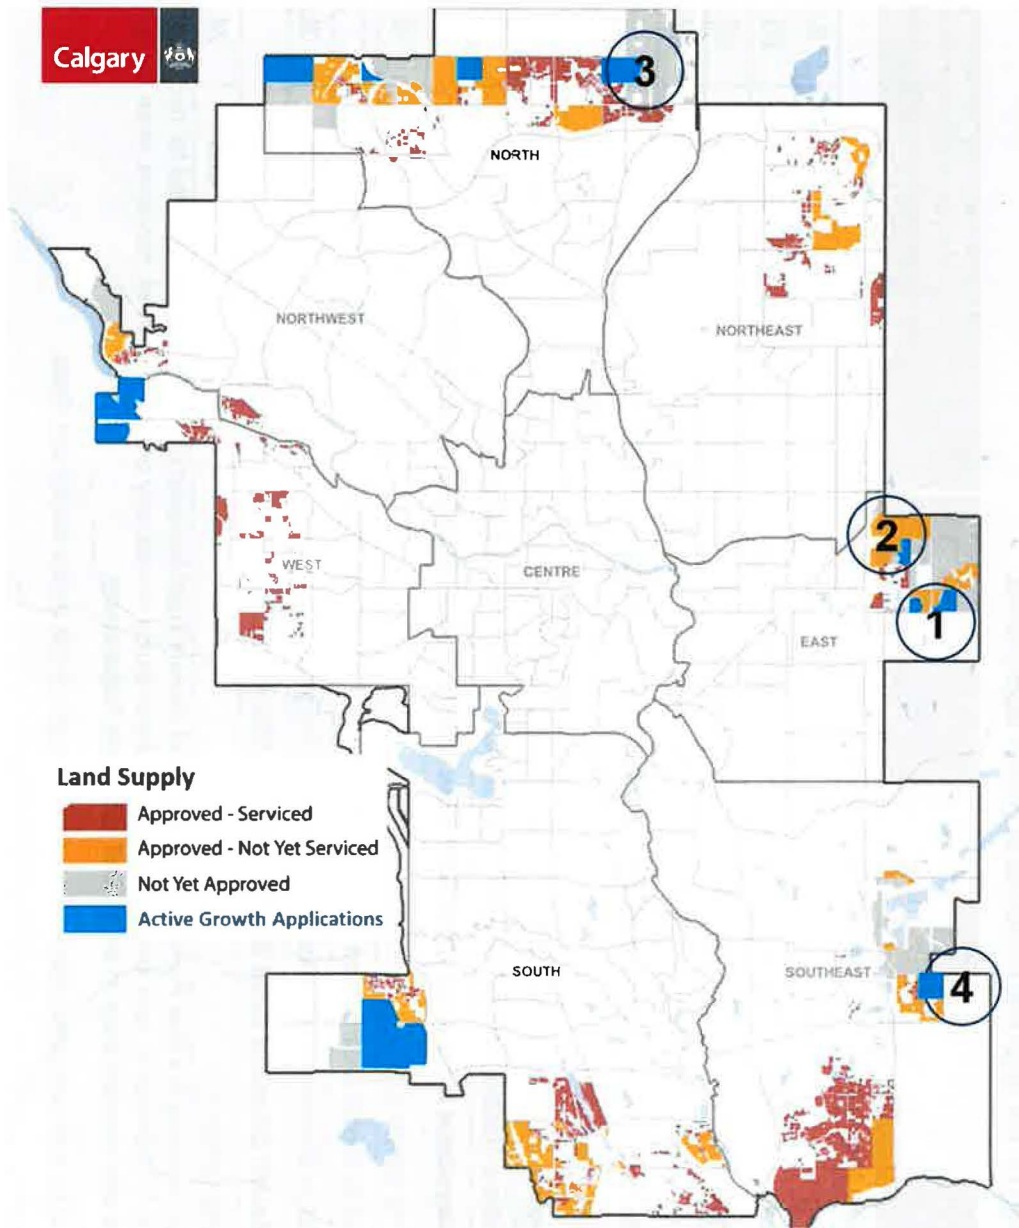 Calgary
3
NORTH
NORTHWEST
NORTHEAST
2
WEST
CENTRE
1
EAST
Land Supply
Approved - Serviced
Approved - Not Yet Serviced
Not Yet Approved
Active Growth Applications
SOUTH
SOUTHEAST
4